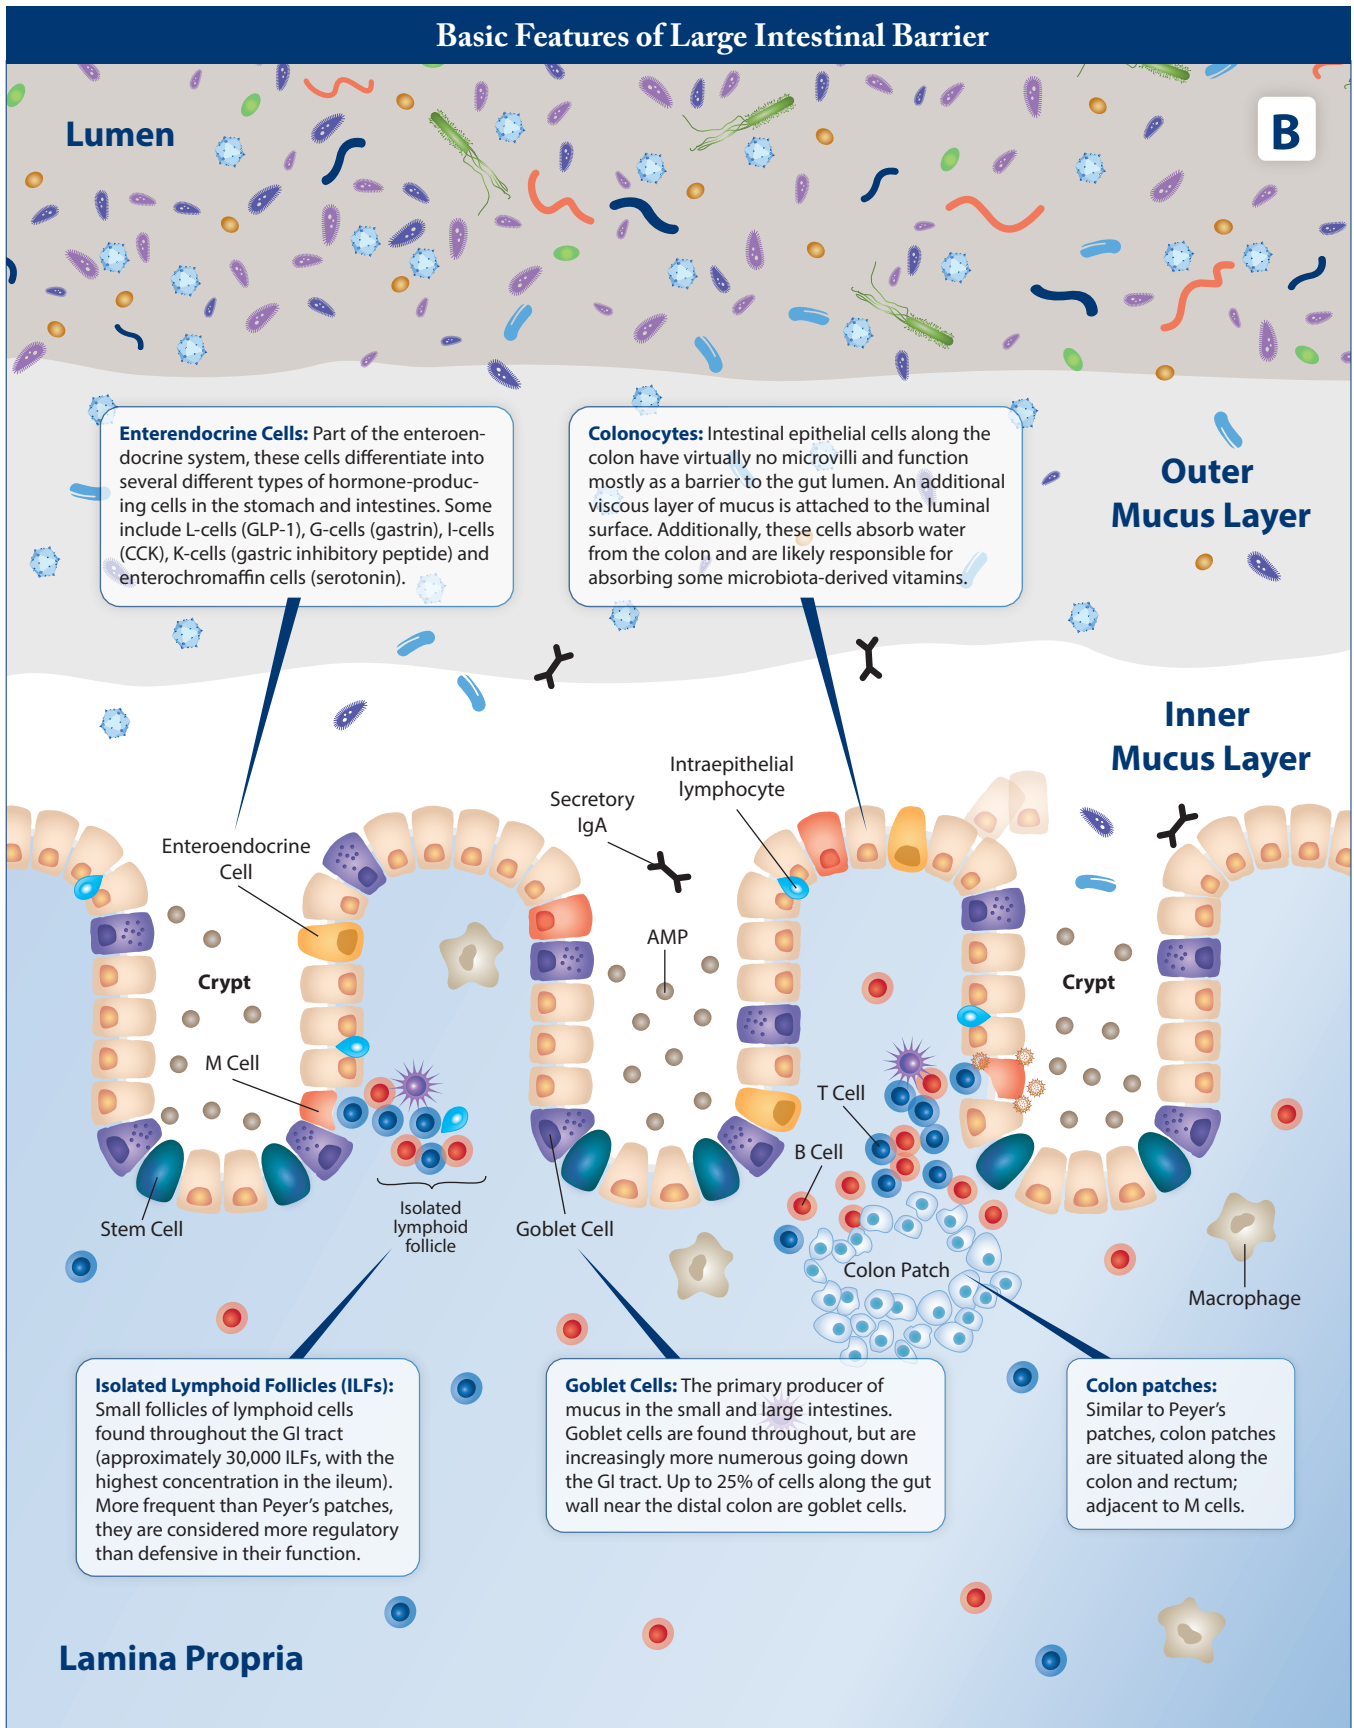 Basic Features of Large Intestinal Barrier
Lumen
B
Enterendocrine Cells: Part of the enteroen-
docrine system, these cells differentiate into
several different types of hormone-produc-
ing cells in the stomach and intestines. Some
include L-cells (GLP-1), G-cells (gastrin), I-cells
(CCK), K-cells (gastric inhibitory peptide) and
enterochromaffin cells (serotonin).
Colonocytes: Intestinal epithelial cells along the
colon have virtually no microvilli and function
mostly as a barrier to the gut lumen. An additional
viscous layer of mucus is attached to the luminal
surface. Additionally, these cells absorb water
from the colon and are likely responsible for
absorbing some microbiota-derived vitamins.
Outer
Mucus Layer
Inner
Mucus Layer
Intraepithelial
lymphocyte
Secretory
IgA
Enteroendocrine
Cell
AMP
Crypt
Crypt
M Cell
T Cell
B Cell
Isolated
lymphoid
follicle
Stem Cell
Goblet Cell
Colon Patch
Macrophage
Isolated Lymphoid Follicles (ILFs):
Small follicles of lymphoid cells
found throughout the GI tract
(approximately 30,000 ILFs, with the
highest concentration in the ileum).
More frequent than Peyer's patches,
they are considered more regulatory
than defensive in their function.
Goblet Cells: The primary producer of
mucus in the small and large intestines.
Goblet cells are found throughout, but are
increasingly more numerous going down
the GI tract. Up to 25% of cells along the gut
wall near the distal colon are goblet cells.
Colon patches:
Similar to Peyer's
patches, colon patches
are situated along the
colon and rectum;
adjacent to M cells.
Lamina Propria